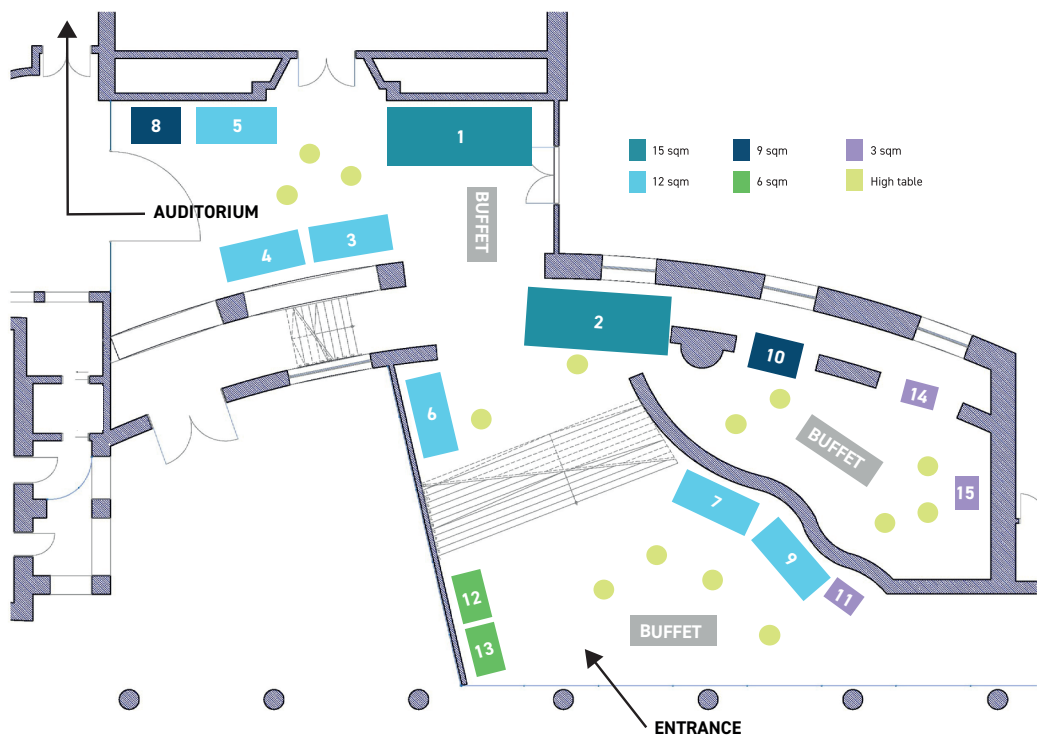 8
5
1
15 sqm
9 sqm
3 sqm
12 sqm
6 sqm
High table
AUDITORIUM
BUFFET
4
3
2
10
14
6
BUFFET
15
7
9
11
12
13
BUFFET
ENTRANCE